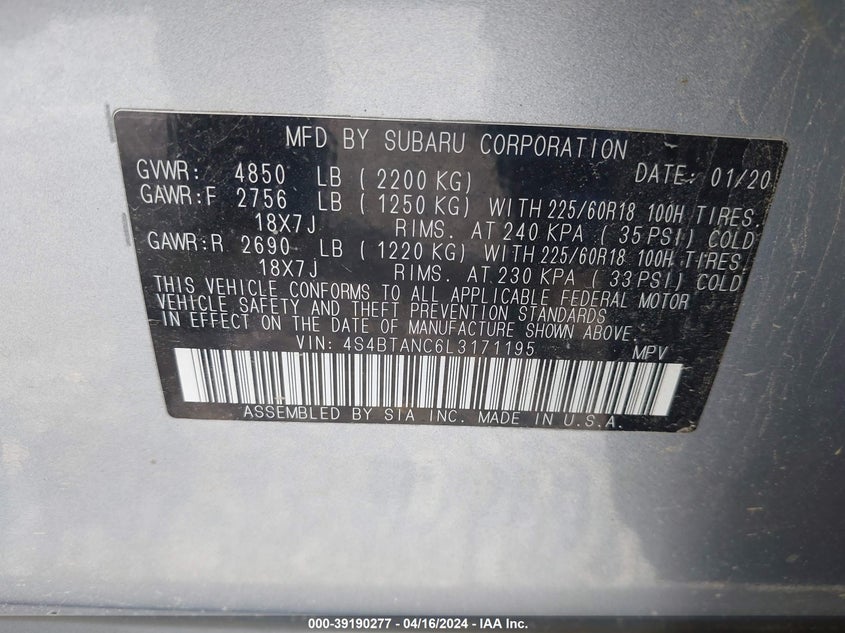 MFD BY SUBARU CORPORATION
GVWR: 4850 LB ( 2200 KG) DATE: 01/20
GAWR:F 2756 LB ( 1250 KG) WITH 225/60R18 100H TIRES.
18X7J RIMS. AT 240 KPA ( 35 PSI) COLD
GAWR:R 2690 LB ( 1220 KG) WITH 225/60R18 100H TIRES.
18X7J RIMS. AT 230 KPA ( 33 PSI) COLD
THIS VEHICLE CONFORMS TO ALL APPLICABLE FEDERAL MOTOR
VEHICLE SAFETY AND THEFT PREVENTION STANDARDS
IN EFFECT ON THE DATE OF MANUFACTURE SHOWN ABOVE.
VIN: 4S4BTANC6L3171195 MPV
ASSEMBLED BY SIA INC. MADE IN U.S.A.
000-39190277 - 04/16/2024 - IAA Inc.